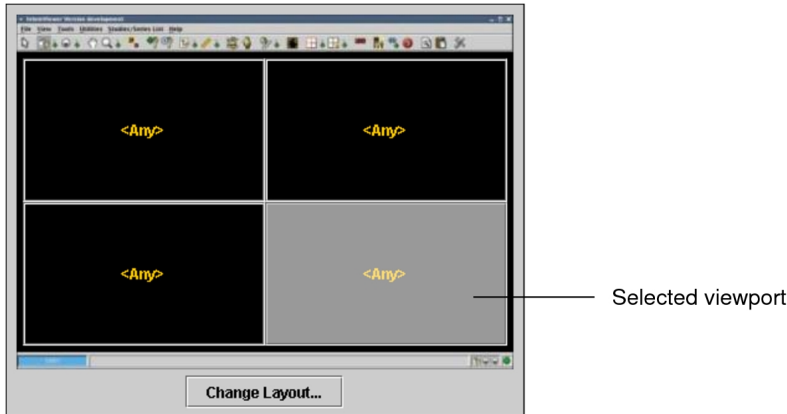 File View Tools Utilities Studies/Series List Help
<Any>
<Any>
<Any>
<Any>
Selected viewport
Change Layout...